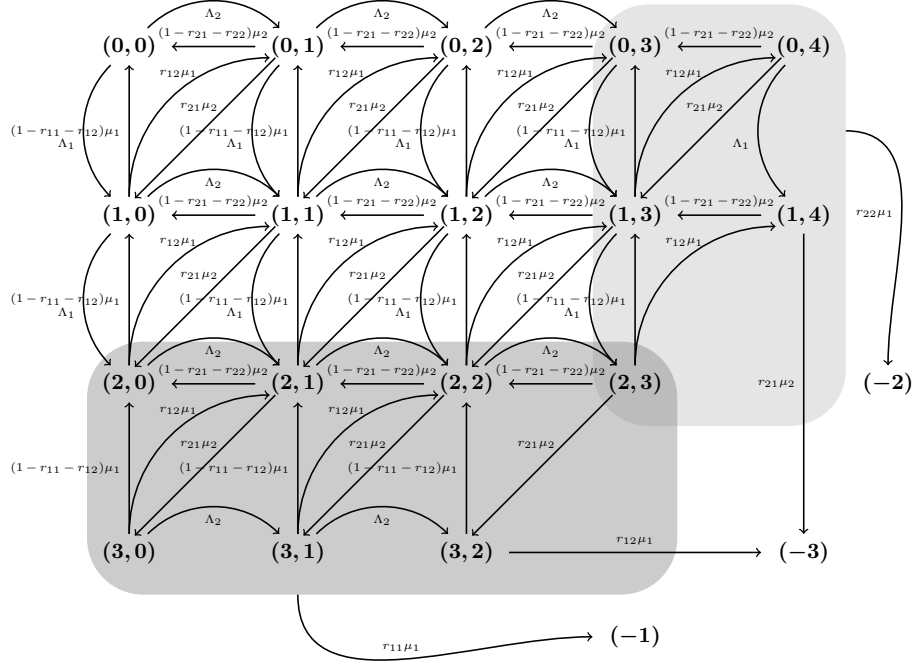 Λ₂ Λ₂ Λ₂
(1−r₂₁−r₂₂)μ₂ (1−r₂₁−r₂₂)μ₂ (1−r₂₁−r₂₂)μ₂ (1−r₂₁−r₂₂)μ₂
(0,0) (0,1) (0,2) (0,3) (0,4)
r₁₂μ₁ r₁₂μ₁ r₁₂μ₁ r₁₂μ₁
r₂₁μ₂ r₂₁μ₂ r₂₁μ₂ r₂₁μ₂
(1−r₁₁−r₁₂)μ₁ (1−r₁₁−r₁₂)μ₁ (1−r₁₁−r₁₂)μ₁ (1−r₁₁−r₁₂)μ₁
Λ₁ Λ₁ Λ₁ Λ₁ Λ₁
Λ₂ Λ₂ Λ₂
(1−r₂₁−r₂₂)μ₂ (1−r₂₁−r₂₂)μ₂ (1−r₂₁−r₂₂)μ₂ (1−r₂₁−r₂₂)μ₂
(1,0) (1,1) (1,2) (1,3) (1,4)
r₂₂μ₁
r₁₂μ₁ r₁₂μ₁ r₁₂μ₁ r₁₂μ₁
r₂₁μ₂ r₂₁μ₂ r₂₁μ₂
(1−r₁₁−r₁₂)μ₁ (1−r₁₁−r₁₂)μ₁ (1−r₁₁−r₁₂)μ₁ (1−r₁₁−r₁₂)μ₁
Λ₁ Λ₁ Λ₁ Λ₁
Λ₂ Λ₂ Λ₂
(1−r₂₁−r₂₂)μ₂ (1−r₂₁−r₂₂)μ₂ (1−r₂₁−r₂₂)μ₂
(2,0) (2,1) (2,2) (2,3) (−2)
r₂₁μ₂
r₁₂μ₁ r₁₂μ₁
r₂₁μ₂ r₂₁μ₂ r₂₁μ₂
(1−r₁₁−r₁₂)μ₁ (1−r₁₁−r₁₂)μ₁ (1−r₁₁−r₁₂)μ₁
Λ₂ Λ₂
r₁₂μ₁
(3,0) (3,1) (3,2) (−3)
(−1)
r₁₁μ₁